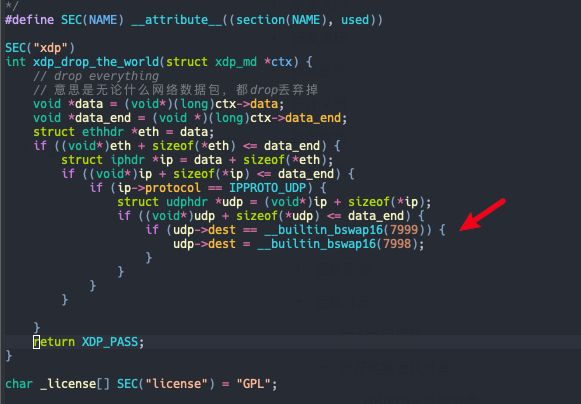 */
#define SEC(NAME) __attribute__((section(NAME), used))
SEC("xdp")
int xdp_drop_the_world(struct xdp_md *ctx) {
// drop everything
// 意思是无论什么网络数据包，都drop丢弃掉
void *data = (void*)(long)ctx->data;
void *data_end = (void *)(long)ctx->data_end;
struct ethhdr *eth = data;
if ((void*)eth + sizeof(*eth) <= data_end) {
struct iphdr *ip = data + sizeof(*eth);
if ((void*)ip + sizeof(*ip) <= data_end) {
if (ip->protocol == IPPROTO_UDP) {
struct udphdr *udp = (void*)ip + sizeof(*ip);
if ((void*)udp + sizeof(*udp) <= data_end) {
if (udp->dest == __builtin_bswap16(7999)) {
udp->dest = __builtin_bswap16(7998);
}
}
}
}
}
return XDP_PASS;
}
char _license[] SEC("license") = "GPL";